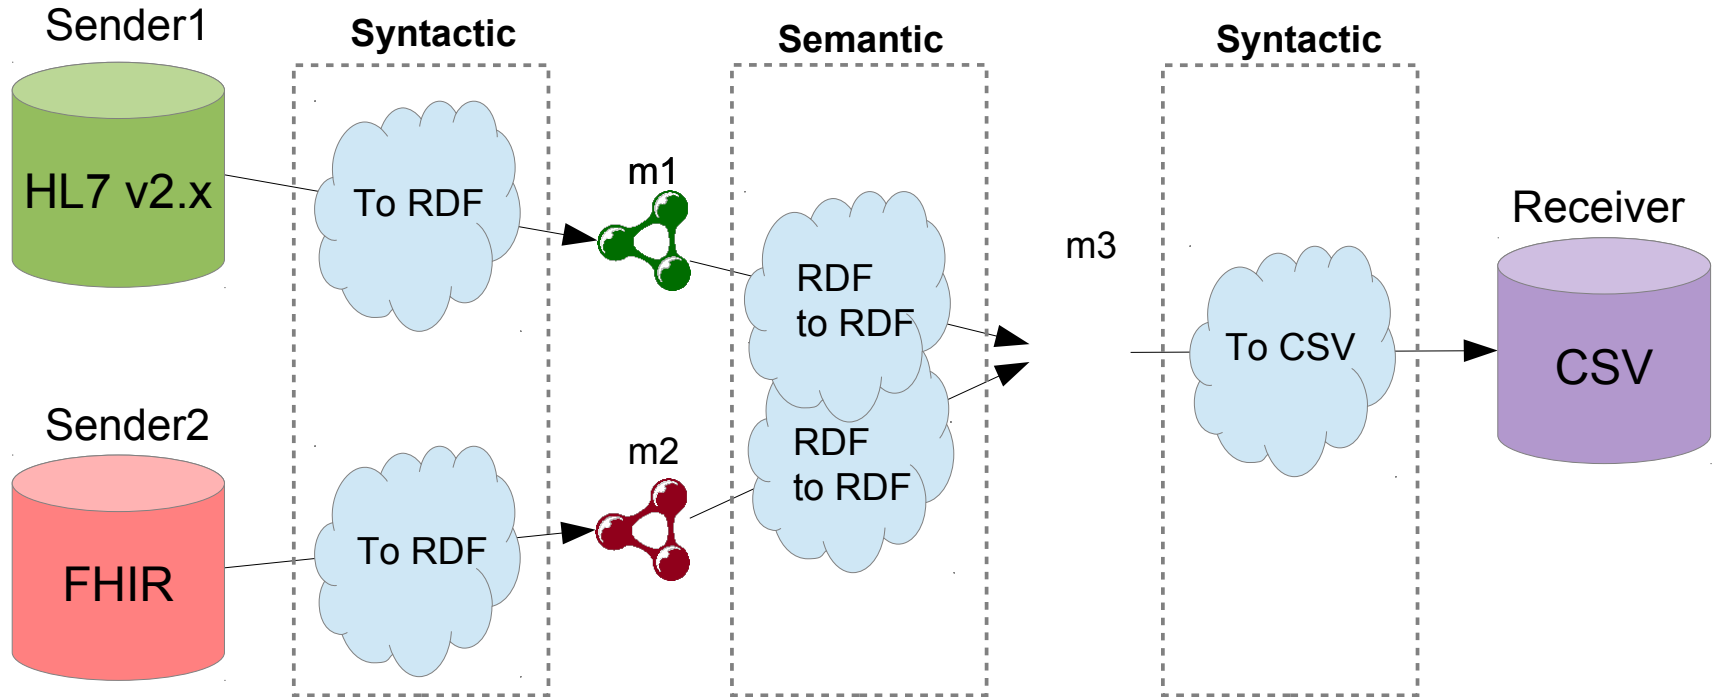 Sender1
Syntactic
Semantic
Syntactic
HL7 v2.x
To RDF
m1
RDF
to RDF
m3
To CSV
Receiver
CSV
Sender2
FHIR
To RDF
m2
RDF
to RDF